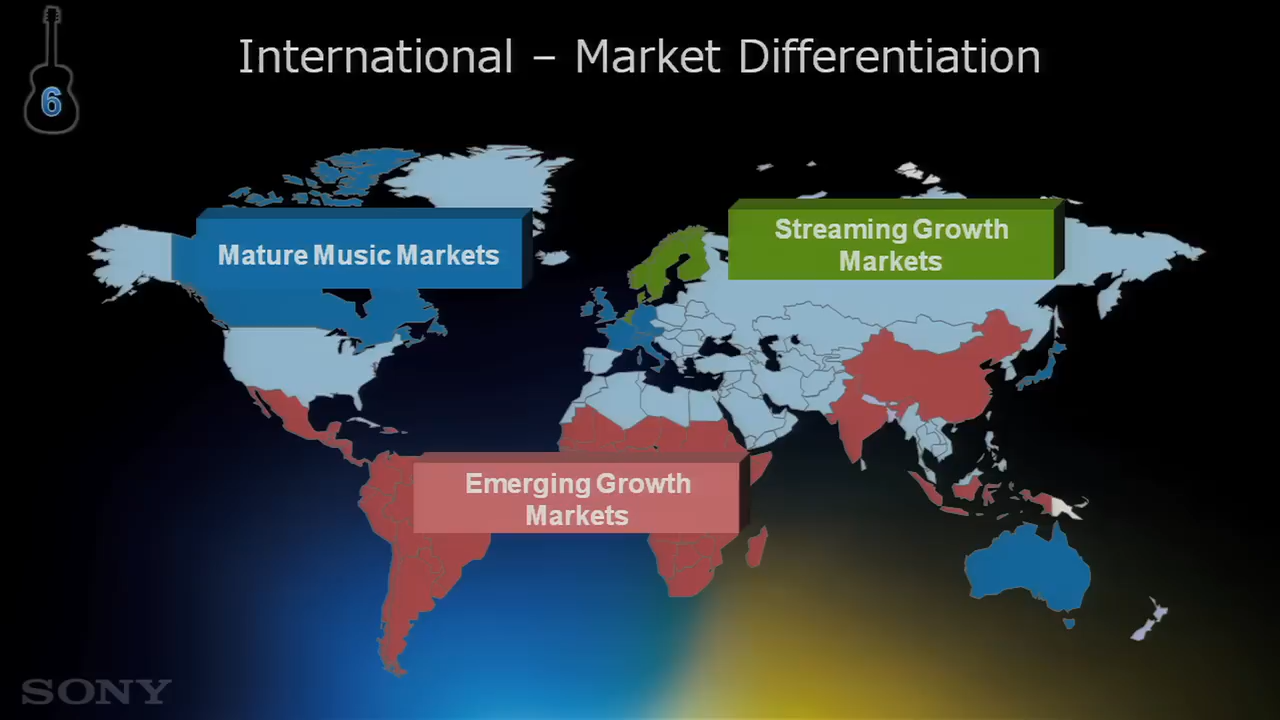 6
International – Market Differentiation
Mature Music Markets
Streaming Growth
Markets
Emerging Growth
Markets
SONY